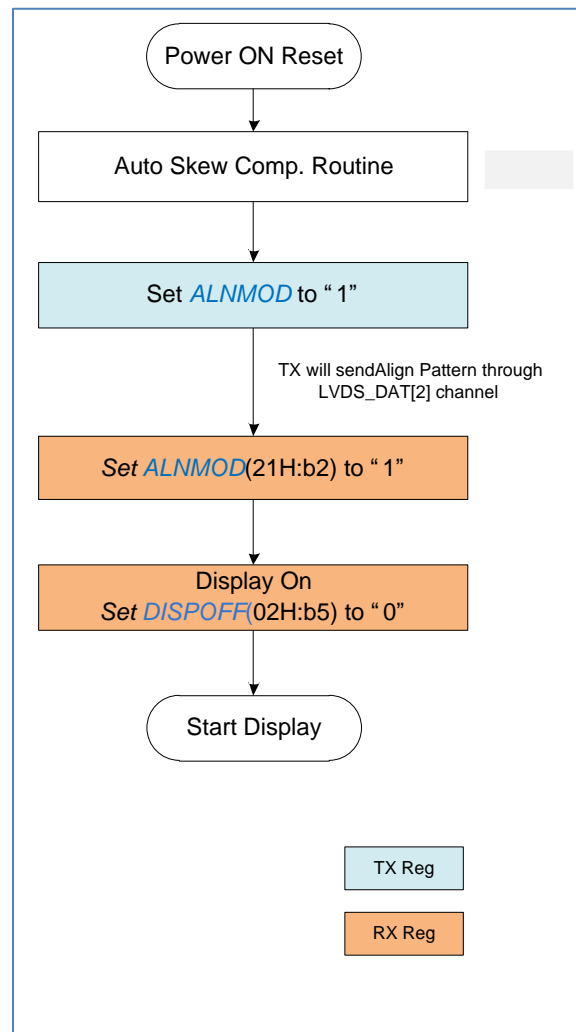 Power ON Reset
Auto Skew Comp. Routine
Set ALNMOD to “ 1”
TX will sendAlign Pattern through
LVDS_DAT[2] channel
Set ALNMOD(21H:b2) to “ 1”
Display On
Set DISPOFF(02H:b5) to “ 0”
Start Display
TX Reg
RX Reg